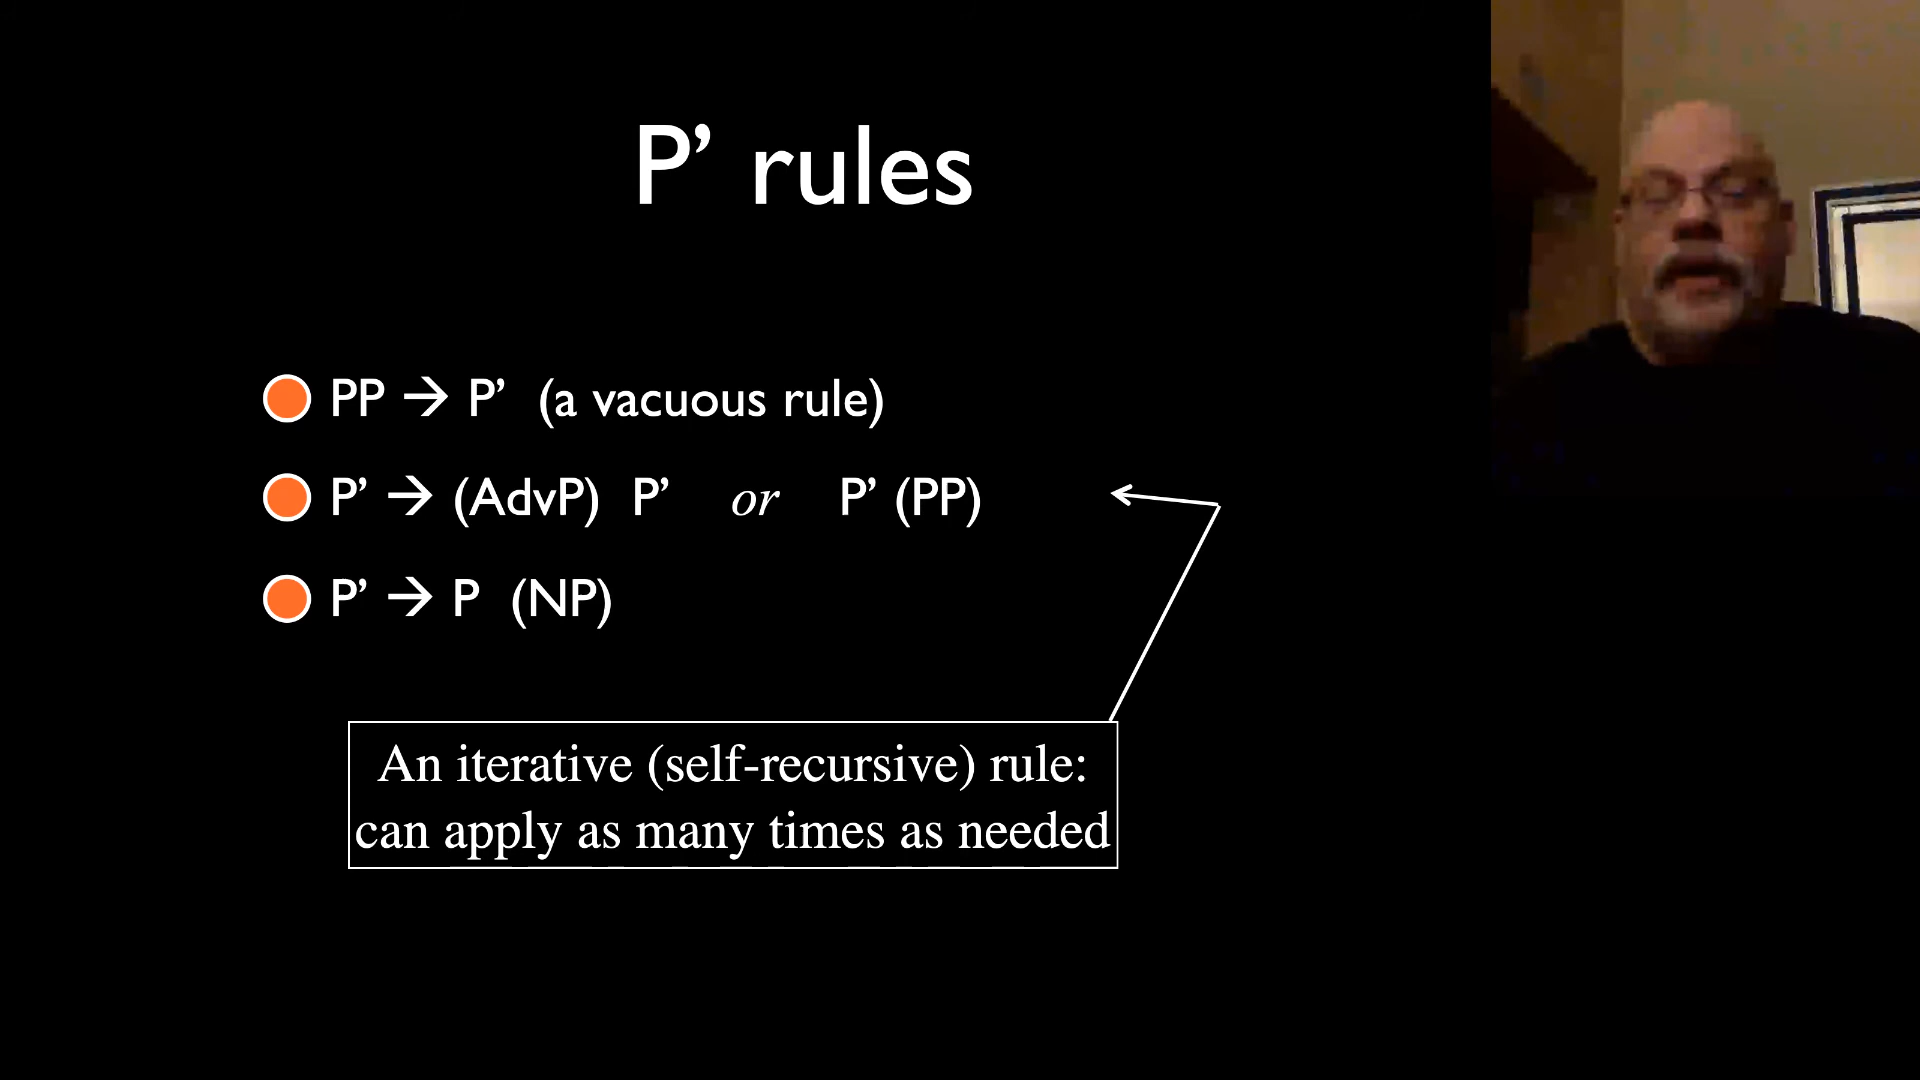 P’ rules
PP → P’ (a vacuous rule)
P’ → (AdvP) P’ or P’ (PP)
P’ → P (NP)
An iterative (self-recursive) rule:
can apply as many times as needed